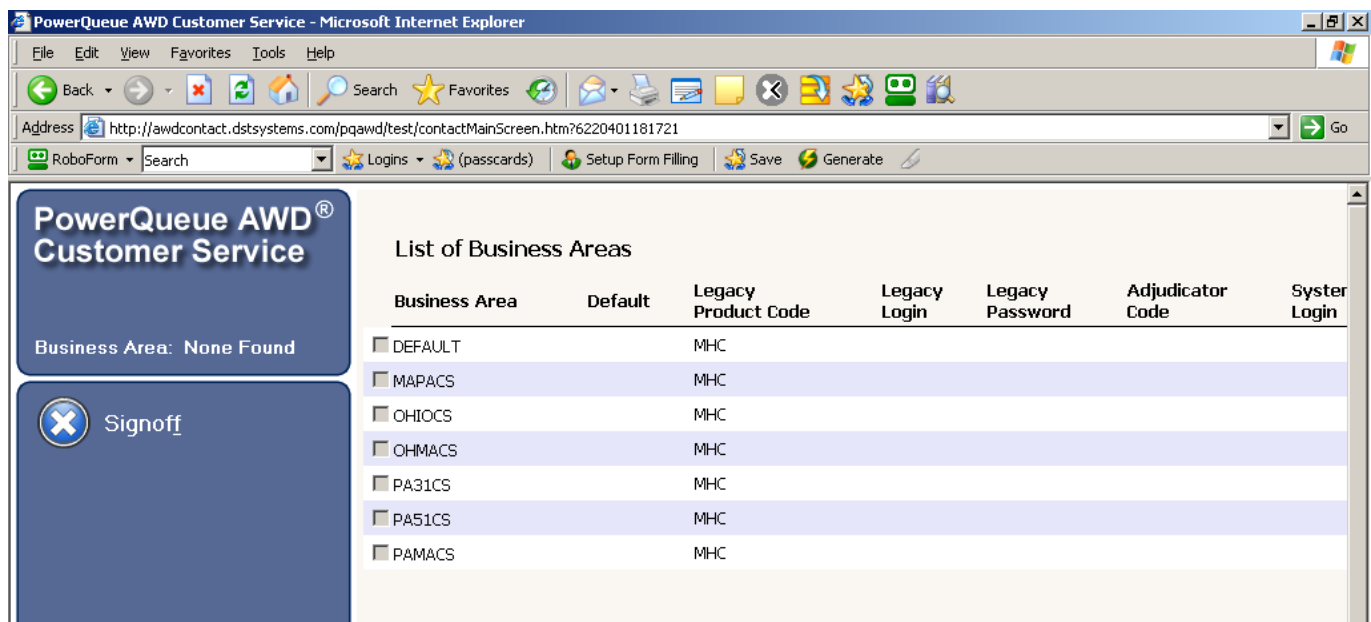 PowerQueue AWD Customer Service - Microsoft Internet Explorer
File Edit View Favorites Tools Help
Back Search Favorites
Address http://awdcontact.dstsystems.com/pqawd/test/contactMainScreen.htm?6220401181721 Go
RoboForm Search Logins (passcards) Setup Form Filling Save Generate
PowerQueue AWD®
Customer Service
Business Area: None Found
Signoff
List of Business Areas
Business Area Default Legacy Product Code Legacy Login Legacy Password Adjudicator Code Syster Login
DEFAULT MHC
MAPACS MHC
OHIOCS MHC
OHMACS MHC
PA31CS MHC
PA51CS MHC
PAMACS MHC